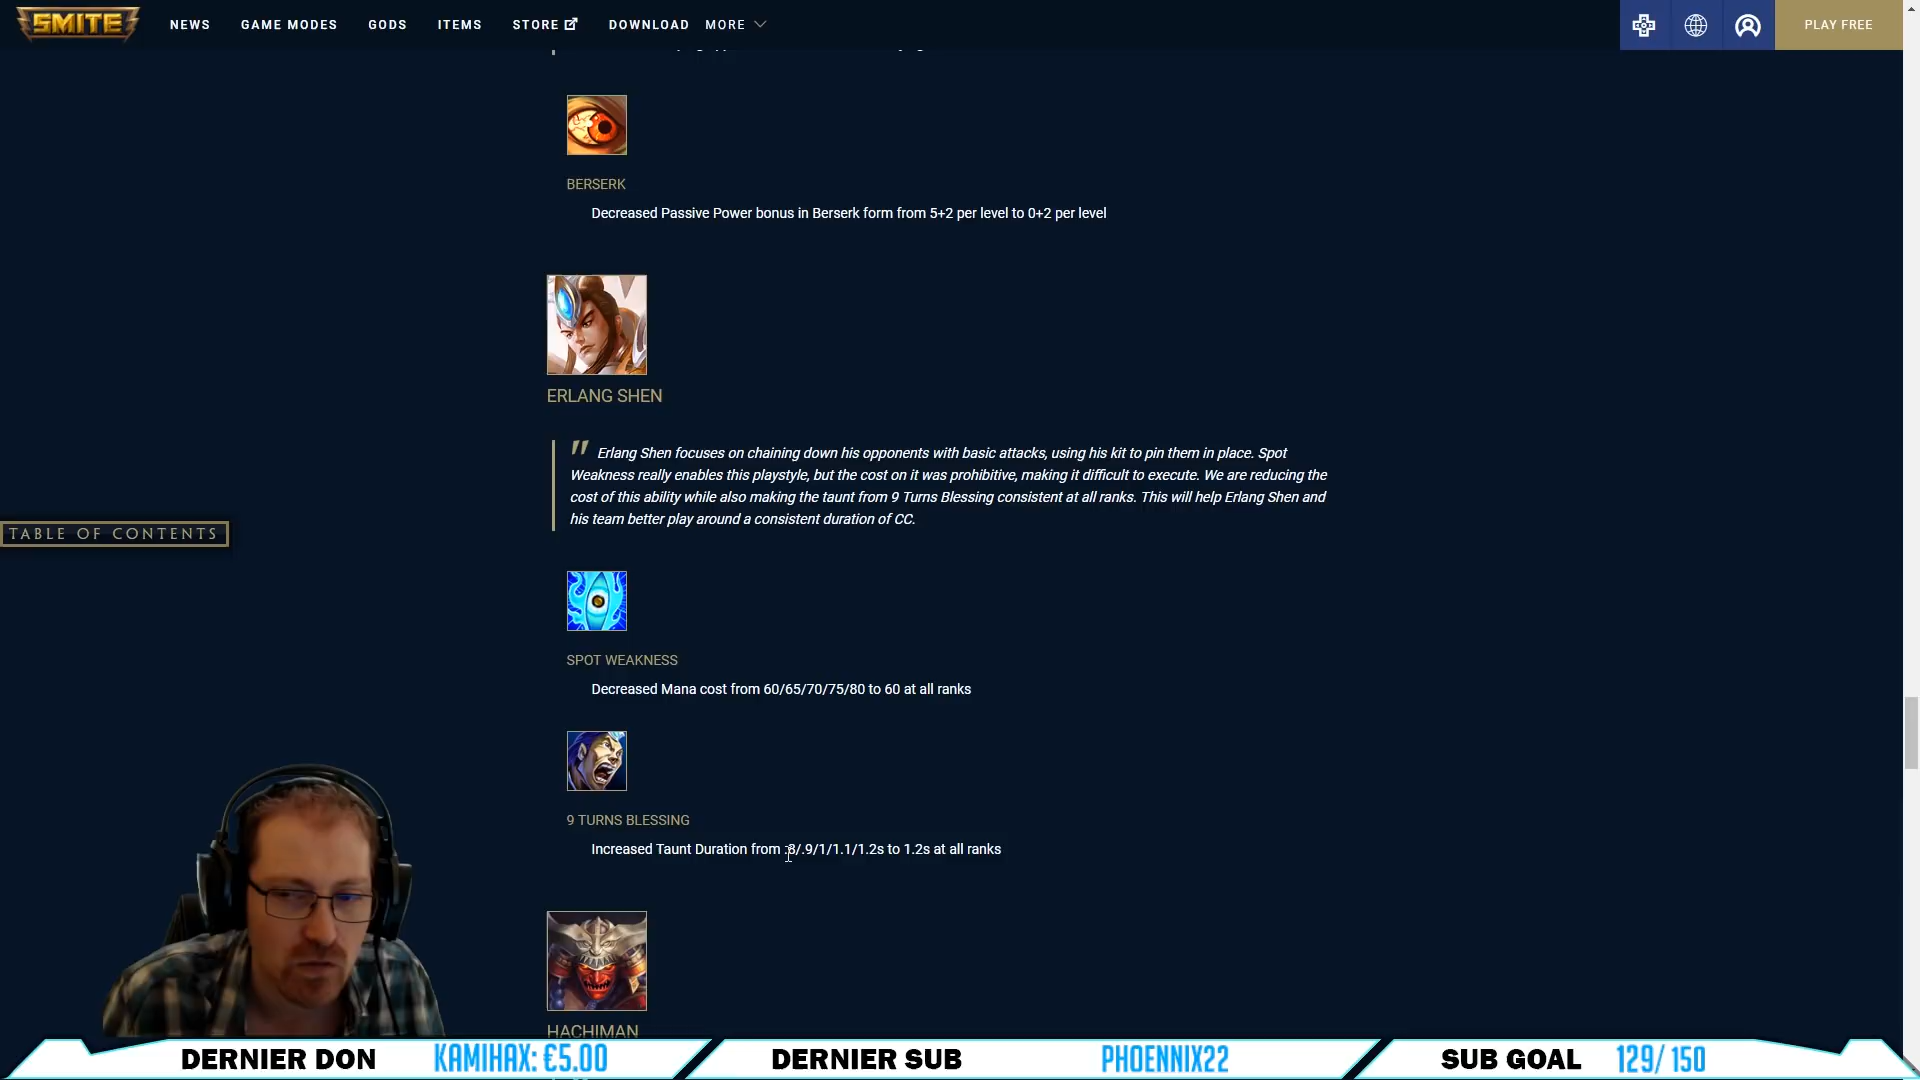 SMITE
NEWS
GAME MODES
GODS
ITEMS
STORE
DOWNLOAD
MORE
PLAY FREE
BERSERK
Decreased Passive Power bonus in Berserk form from 5+2 per level to 0+2 per level
ERLANG SHEN
" Erlang Shen focuses on chaining down his opponents with basic attacks, using his kit to pin them in place. Spot
Weakness really enables this playstyle, but the cost on it was prohibitive, making it difficult to execute. We are reducing the
cost of this ability while also making the taunt from 9 Turns Blessing consistent at all ranks. This will help Erlang Shen and
his team better play around a consistent duration of CC.
TABLE OF CONTENTS
SPOT WEAKNESS
Decreased Mana cost from 60/65/70/75/80 to 60 at all ranks
9 TURNS BLESSING
Increased Taunt Duration from .8/.9/1/1.1/1.2s to 1.2s at all ranks
HACHIMAN
DERNIER DON
KAMIHAX: €5.00
DERNIER SUB
PHOENNIX22
SUB GOAL
129/ 150